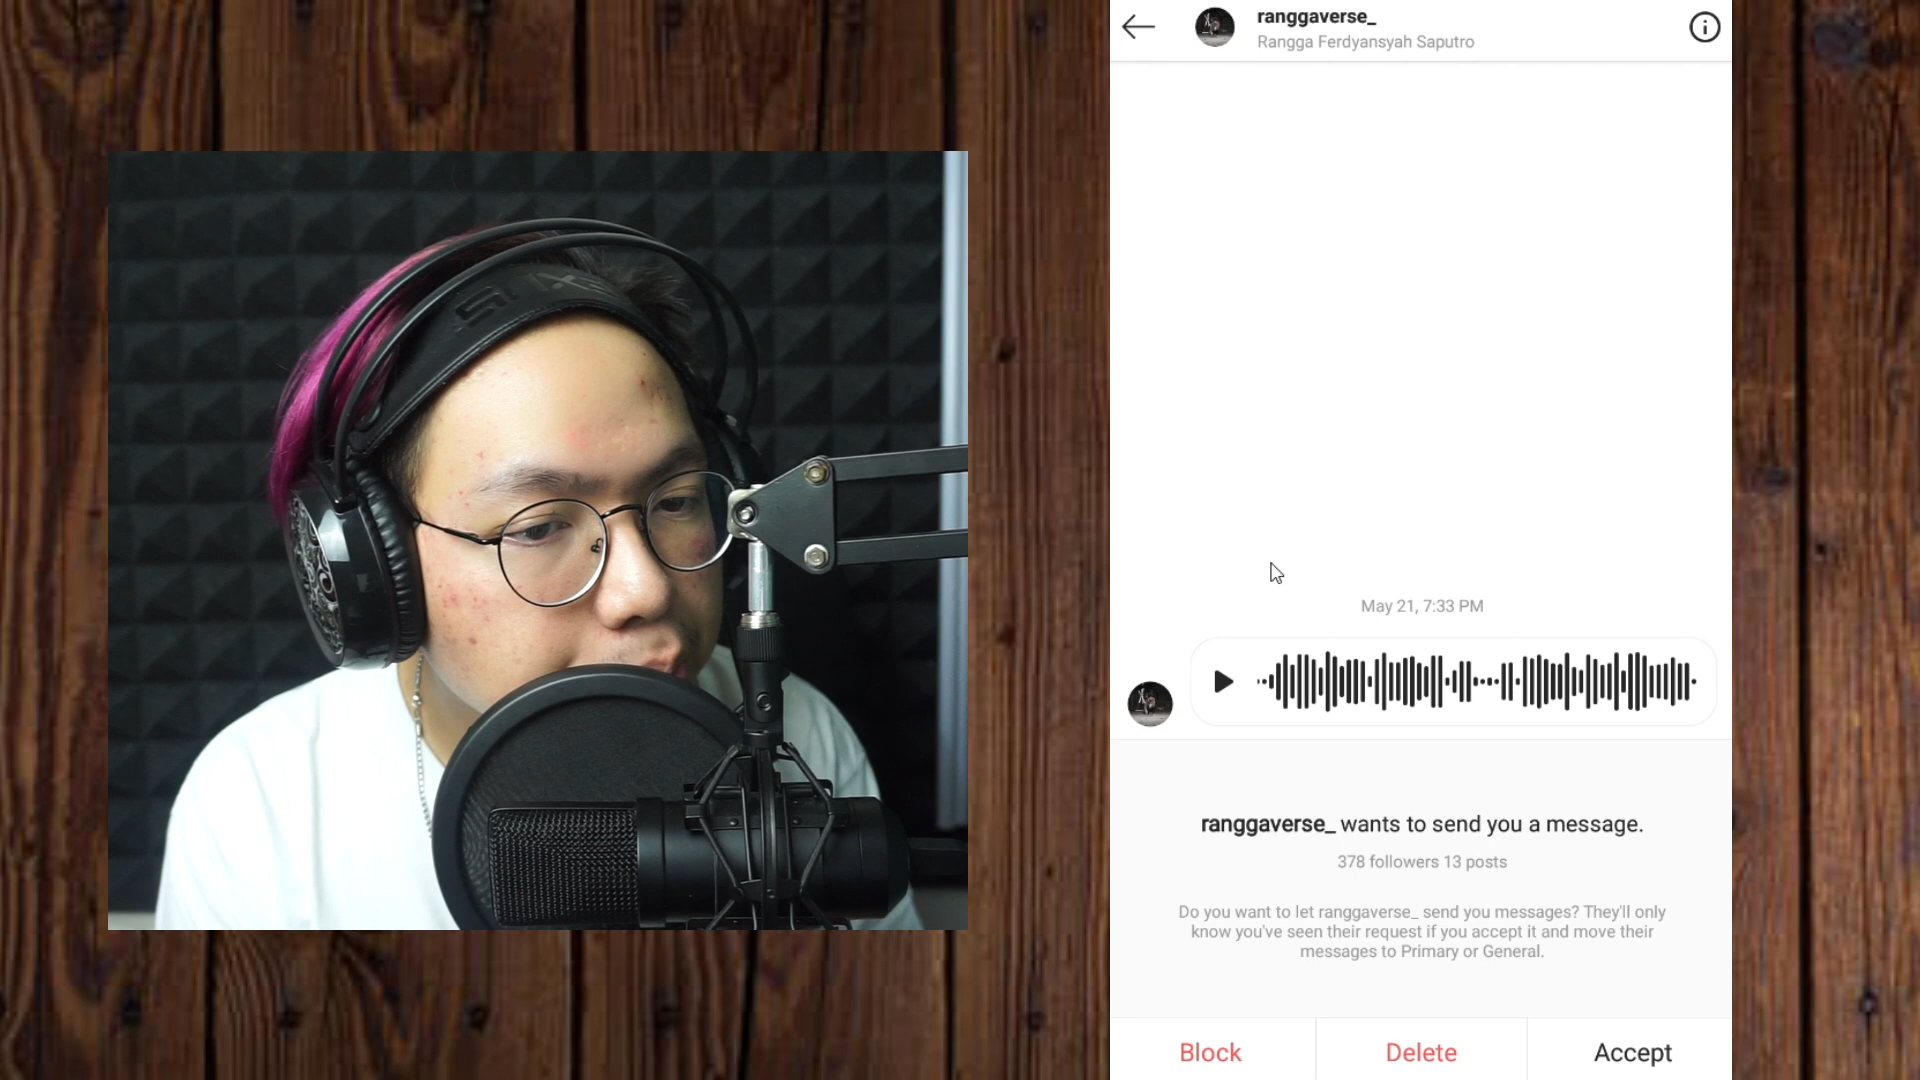 ranggaverse_
Rangga Ferdyansyah Saputro
May 21, 7:33 PM
ranggaverse_ wants to send you a message.
378 followers 13 posts
Do you want to let ranggaverse_ send you messages? They'll only
know you've seen their request if you accept it and move their
messages to Primary or General.
Block
Delete
Accept